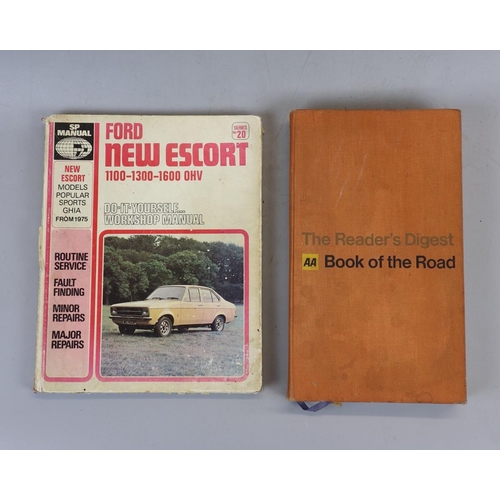 SP
MANUAL
NEW
ESCORT
MODELS
POPULAR
SPORTS
GHIA
FROM 1975
ROUTINE
SERVICE
FAULT
FINDING
MINOR
REPAIRS
MAJOR
REPAIRS
FORD
NEW ESCORT
1100-1300-1600 OHV
SERIES
20
DO-IT-YOURSELF...
WORKSHOP MANUAL
The Reader's Digest
AA Book of the Road